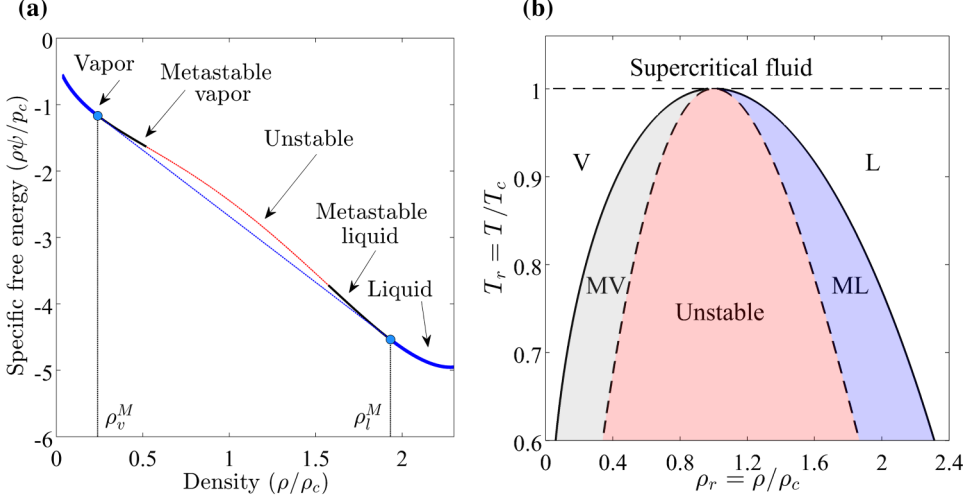 (a)
0
-1
-2
-3
-4
-5
-6
Specific free energy (ρψ/p_c)
Vapor
Metastable
vapor
Unstable
Metastable
liquid
Liquid
ρ_v^M
ρ_l^M
0
0.5
1
1.5
2
Density (ρ/ρ_c)
(b)
Supercritical fluid
1
0.9
0.8
0.7
0.6
T_r = T/T_c
V
L
MV
ML
Unstable
0
0.4
0.8
1.2
1.6
2
2.4
ρ_r = ρ/ρ_c